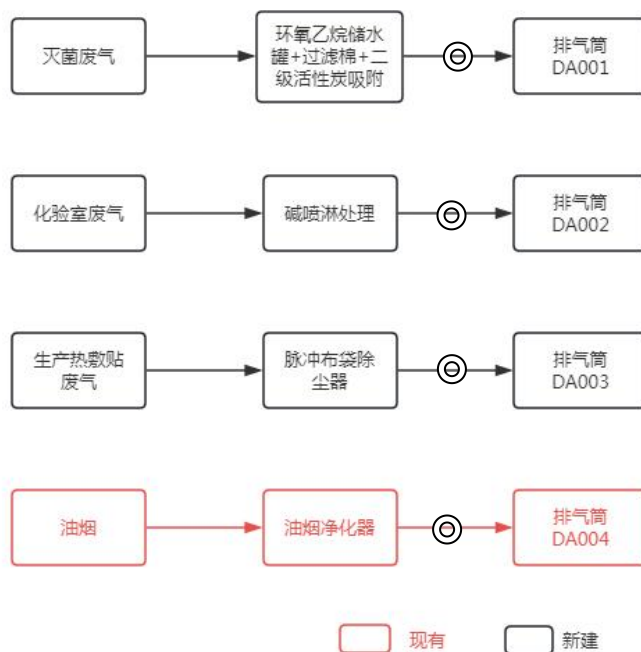 灭菌废气
环氧乙烷储水
罐+过滤棉+二
级活性炭吸附
排气筒
DA001
化验室废气
碱喷淋处理
排气筒
DA002
生产热敷贴
废气
脉冲布袋除
尘器
排气筒
DA003
油烟
油烟净化器
排气筒
DA004
现有
新建